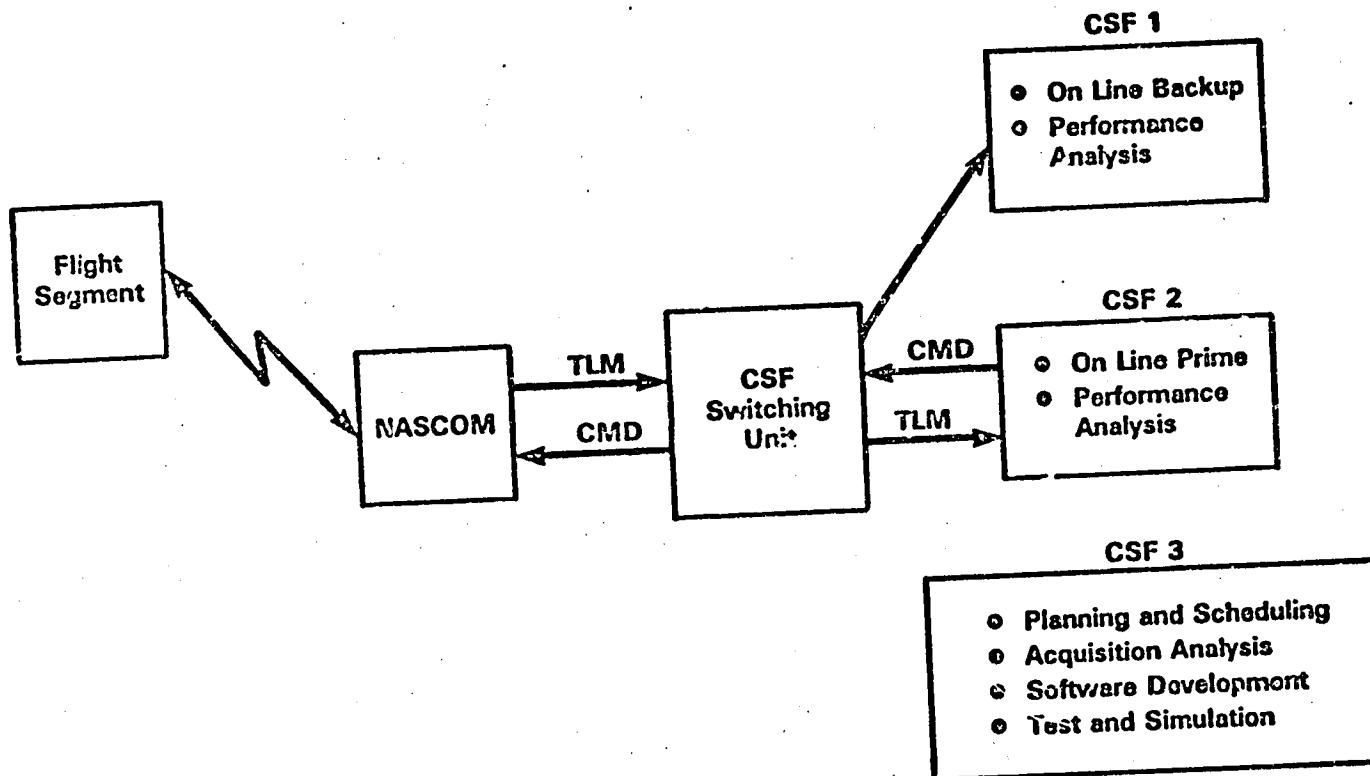 CSF 1
● On Line Backup
● Performance
Analysis
Flight
Segment
CSF 2
TLM
CMD
CSF
Switching
Unit
● On Line Prime
● Performance
Analysis
NASCOM
CMD
TLM
CSF 3
● Planning and Scheduling
● Acquisition Analysis
● Software Development
● Test and Simulation